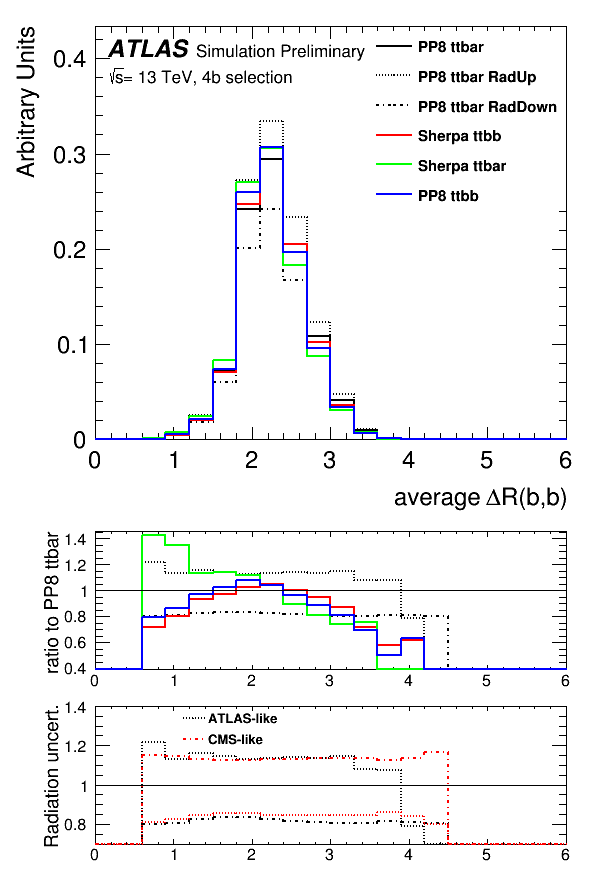 ATLAS Simulation Preliminary
√s= 13 TeV, 4b selection
PP8 ttbar
PP8 ttbar RadUp
PP8 ttbar RadDown
Sherpa ttbb
Sherpa ttbar
PP8 ttbb
Arbitrary Units
0.4
0.3
0.2
0.1
0
0 1 2 3 4 5 6
average ΔR(b,b)
ratio to PP8 ttbar
1.4
1.2
1
0.8
0.6
0.4
0 1 2 3 4 5 6
Radiation uncert.
1.4
1.2
1
0.8
ATLAS-like
CMS-like
0 1 2 3 4 5 6